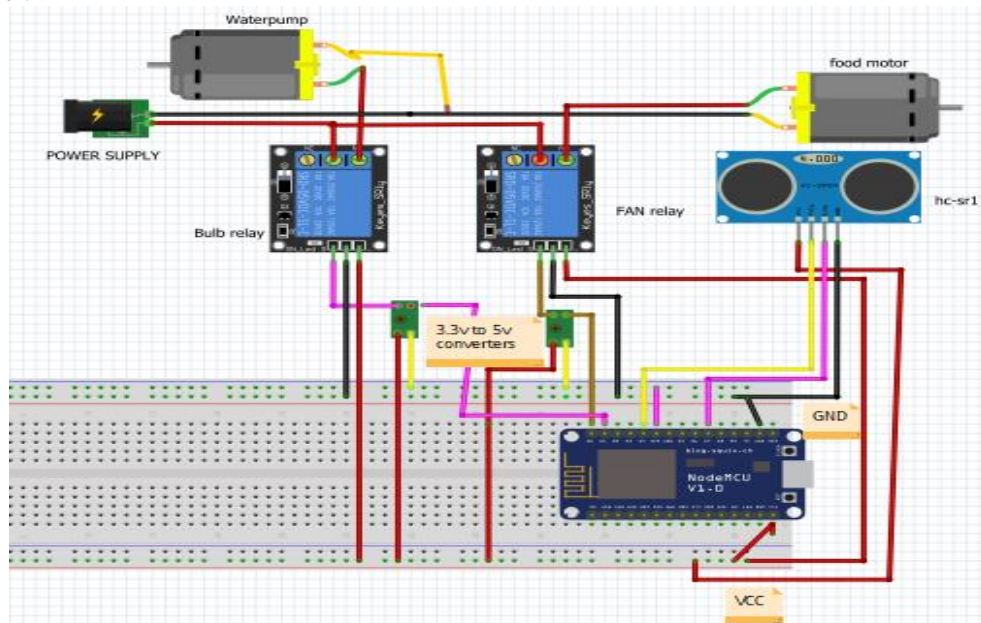 Waterpump
food motor
POWER SUPPLY
hc-sr1
FAN relay
Bulb relay
3.3v to 5v
converters
GND
NodeMCU
V1.0
VCC